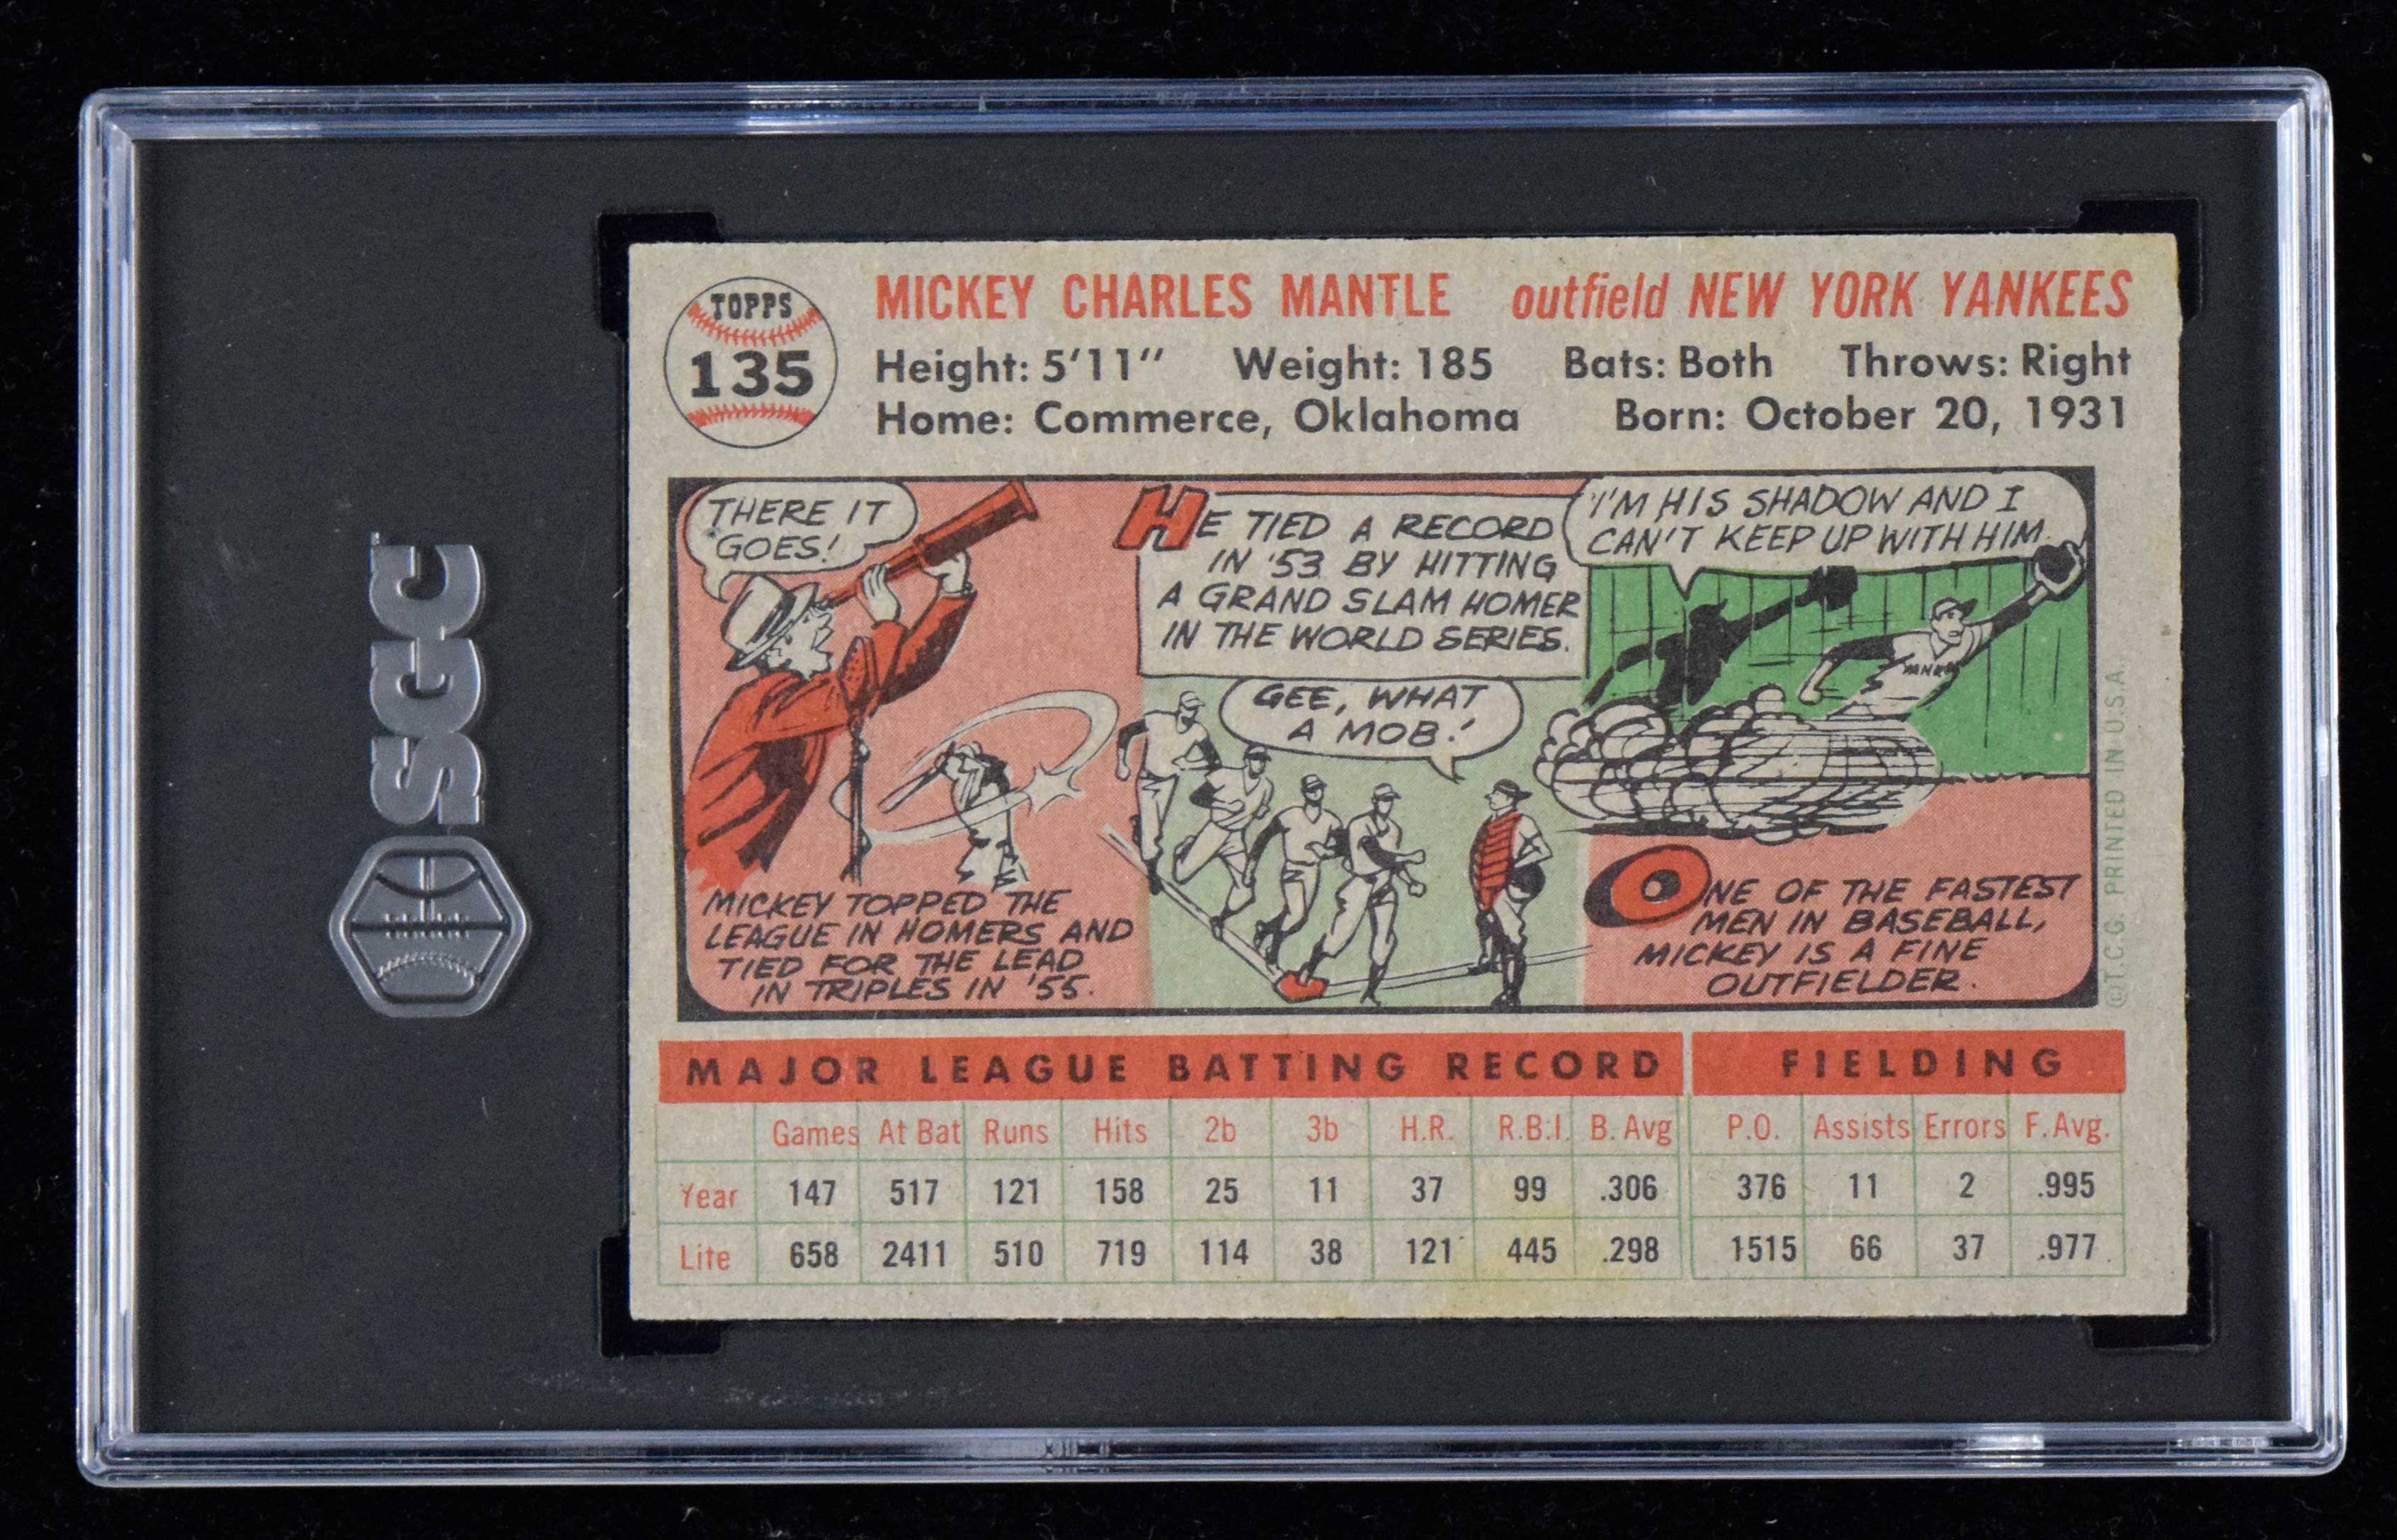 SGC
TOPPS
135
MICKEY CHARLES MANTLE outfield NEW YORK YANKEES
Height: 5'11" Weight: 185 Bats: Both Throws: Right
Home: Commerce, Oklahoma Born: October 20, 1931
THERE IT
GOES!
MICKEY TOPPED THE
LEAGUE IN HOMERS AND
TIED FOR THE LEAD
IN TRIPLES IN '55.
HE TIED A RECORD
IN '53 BY HITTING
A GRAND SLAM HOMER
IN THE WORLD SERIES.
GEE, WHAT
A MOB!
I'M HIS SHADOW AND I
CAN'T KEEP UP WITH HIM.
ONE OF THE FASTEST
MEN IN BASEBALL,
MICKEY IS A FINE
OUTFIELDER.
©T.C.G. PRINTED IN U.S.A.
MAJOR LEAGUE BATTING RECORD FIELDING
Games At Bat Runs Hits 2b 3b H.R. R.B.I. B. Avg P.O. Assists Errors F. Avg.
Year 147 517 121 158 25 11 37 99 .306 376 11 2 .995
Life 658 2411 510 719 114 38 121 445 .298 1515 66 37 .977